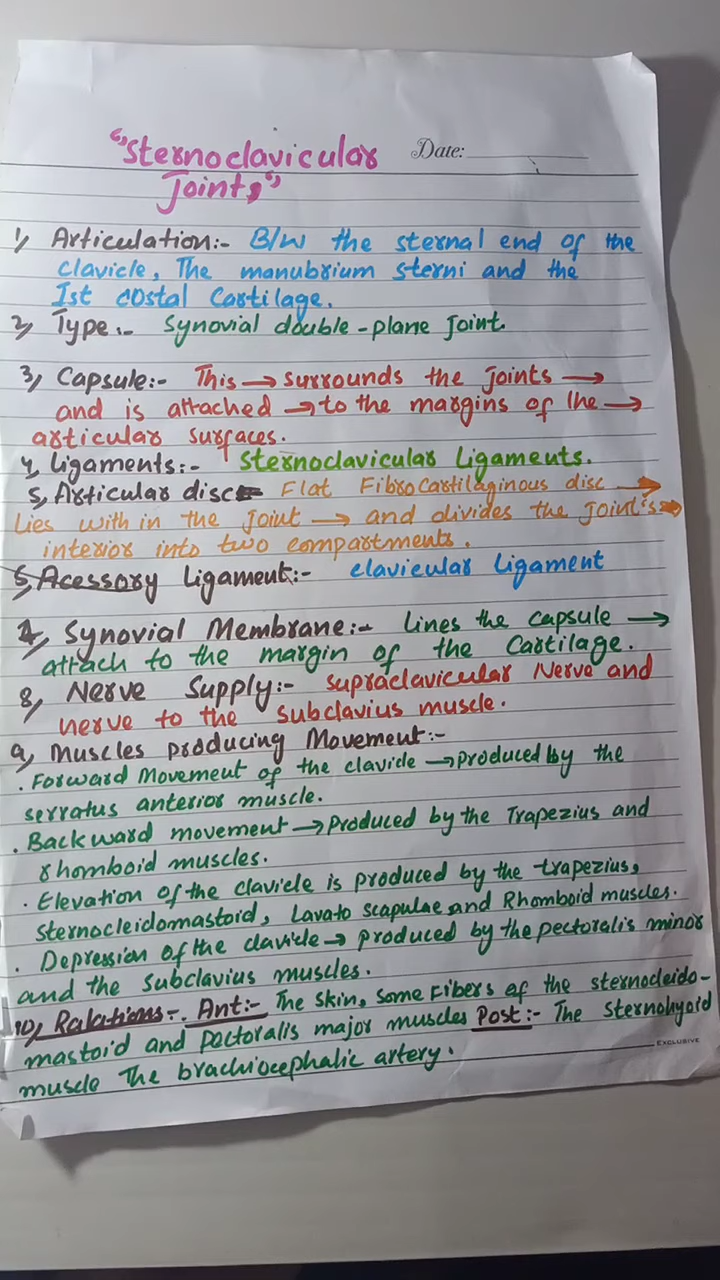 "Sternoclavicular Date:
Joint,"
1, Articulation:- B/w the sternal end of the
clavicle, The manubrium sterni and the
Ist costal Cartilage.
2, Type:- Synovial double-plane Joint.
3, Capsule:- This → surrounds the joints →
and is attached → to the margins of the →
articular surfaces.
4, Ligaments:- Sternoclavicular Ligaments.
5, Articular disc Flat Fibrocartilaginous disc →
Lies with in the joint → and divides the joint's →
interior into two compartments.
5, Acessory Ligament:- clavicular Ligament
7, Synovial Membrane:- Lines the capsule →
attach to the margin of the Cartilage.
8, Nerve Supply:- supraclavicular Nerve and
nerve to the subclavius muscle.
9, Muscles producing Movement:-
. Forward Movement of the clavicle → produced by the
serratus anterior muscle.
. Backward movement → Produced by the Trapezius and
rhomboid muscles.
. Elevation of the clavicle is produced by the trapezius,
Sternocleidomastoid, Lavato scapulae and Rhomboid muscles.
. Depression of the clavicle → produced by the pectoralis minor
and the subclavius muscles.
10, Ralations-. Ant:- The skin, some Fibers of the sternocleido-
mastoid and pectoralis major muscles Post:- The Sternohyoid
muscle The brachiocephalic artery.
EXCLUSIVE